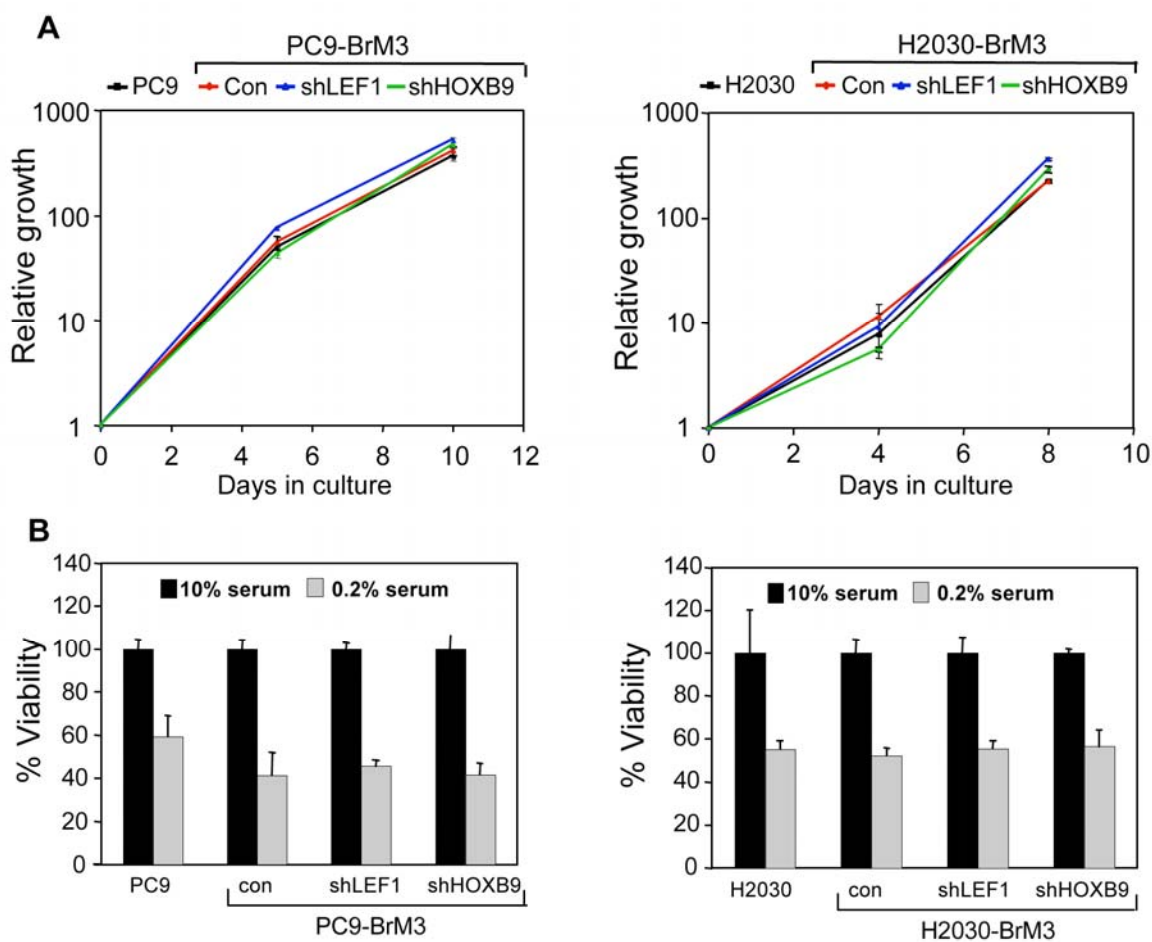 A
PC9-BrM3
PC9 Con shLEF1 shHOXB9
1000
100
10
1
Relative growth
0 2 4 6 8 10 12
Days in culture
H2030-BrM3
H2030 Con shLEF1 shHOXB9
1000
100
10
1
Relative growth
0 2 4 6 8 10
Days in culture
B
140
120
100
80
60
40
20
0
% Viability
10% serum 0.2% serum
PC9 con shLEF1 shHOXB9
PC9-BrM3
140
120
100
80
60
40
20
0
% Viability
10% serum 0.2% serum
H2030 con shLEF1 shHOXB9
H2030-BrM3